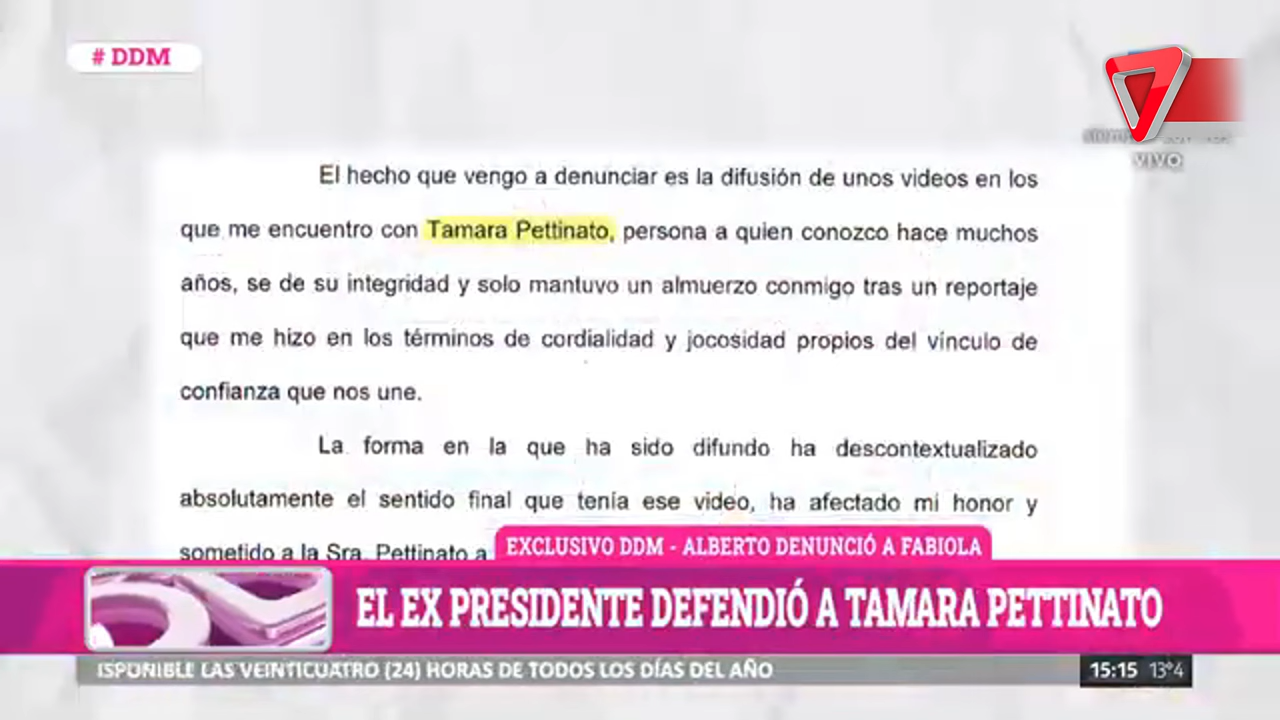 # DDM
VIVO
El hecho que vengo a denunciar es la difusión de unos videos en los
que me encuentro con Tamara Pettinato, persona a quien conozco hace muchos
años, se de su integridad y solo mantuvo un almuerzo conmigo tras un reportaje
que me hizo en los términos de cordialidad y jocosidad propios del vínculo de
confianza que nos une.
La forma en la que ha sido difundo ha descontextualizado
absolutamente el sentido final que tenía ese video, ha afectado mi honor y
sometido a la Sra. Pettinato a
EXCLUSIVO DDM - ALBERTO DENUNCIÓ A FABIOLA
EL EX PRESIDENTE DEFENDIÓ A TAMARA PETTINATO
ISPONIBLE LAS VEINTICUATRO (24) HORAS DE TODOS LOS DÍAS DEL AÑO
15:15 13°4